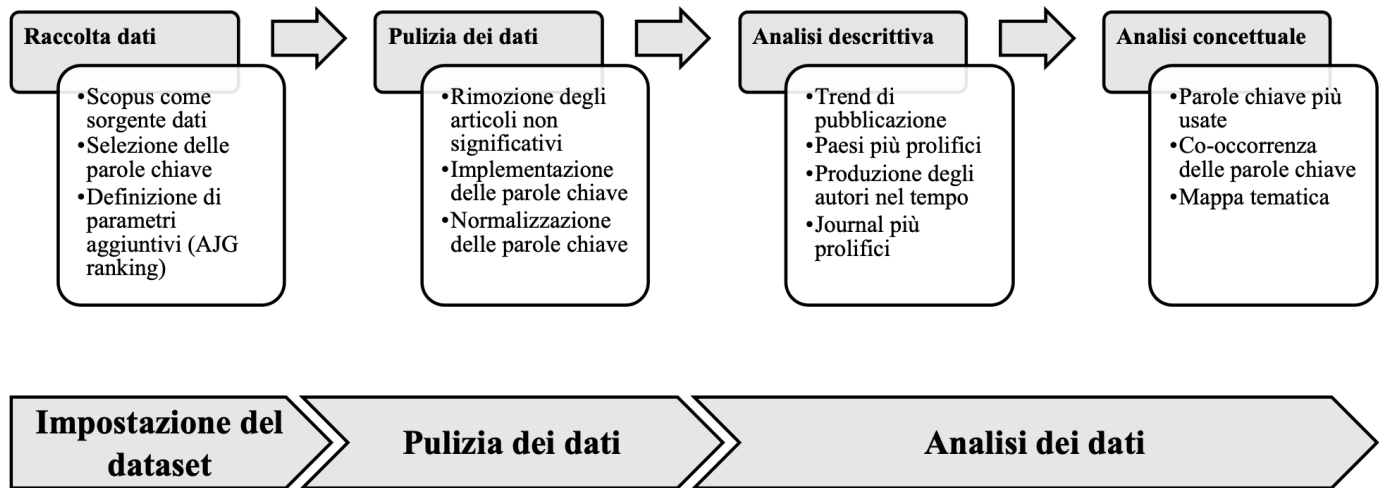 Raccolta dati
•Scopus come
sorgente dati
•Selezione delle
parole chiave
•Definizione di
parametri
aggiuntivi (AJG
ranking)
Pulizia dei dati
•Rimozione degli
articoli non
significativi
•Implementazione
delle parole chiave
•Normalizzazione
delle parole chiave
Analisi descrittiva
•Trend di
pubblicazione
•Paesi più prolifici
•Produzione degli
autori nel tempo
•Journal più
prolifici
Analisi concettuale
•Parole chiave più
usate
•Co-occorrenza
delle parole chiave
•Mappa tematica
Impostazione del
dataset
Pulizia dei dati
Analisi dei dati